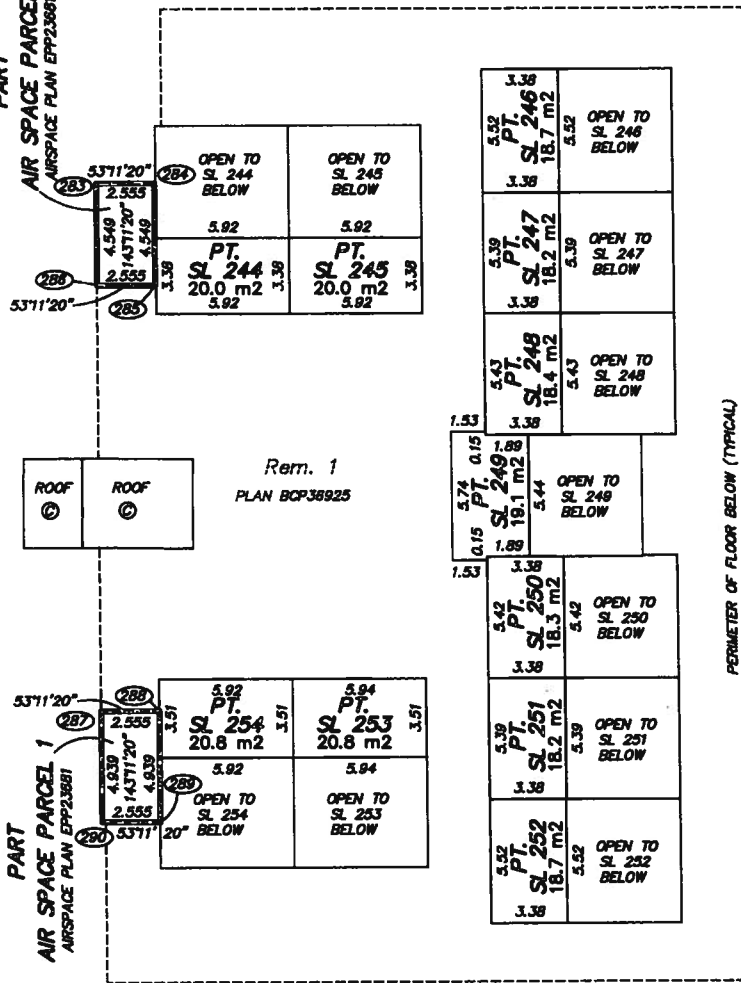 PART
AIR SPACE PARCEL
AIRSPACE PLAN EPP23681
283
53°11'20"
284
2.555
4.549
143°11'20"
4.549
2.555
286
53°11'20"
285
OPEN TO
SL 244
BELOW
OPEN TO
SL 245
BELOW
5.92
5.92
3.38
PT.
SL 244
20.0 m2
3.38
PT.
SL 245
20.0 m2
3.38
5.92
5.92
3.38
5.52
PT.
SL 246
18.7 m2
5.52
3.38
OPEN TO
SL 246
BELOW
5.39
PT.
SL 247
18.2 m2
5.39
3.38
OPEN TO
SL 247
BELOW
5.43
PT.
SL 248
18.4 m2
5.43
3.38
OPEN TO
SL 248
BELOW
1.53
0.15
1.89
5.74
PT.
SL 249
19.1 m2
5.44
0.15
1.89
1.53
OPEN TO
SL 249
BELOW
ROOF
C
ROOF
C
Rem. 1
PLAN BCP36925
3.38
5.42
PT.
SL 250
18.3 m2
5.42
3.38
OPEN TO
SL 250
BELOW
5.39
PT.
SL 251
18.2 m2
5.39
3.38
OPEN TO
SL 251
BELOW
5.52
PT.
SL 252
18.7 m2
5.52
3.38
OPEN TO
SL 252
BELOW
PERIMETER OF FLOOR BELOW (TYPICAL)
53°11'20"
288
287
2.555
4.939
143°11'20"
4.939
2.555
289
290
53°11'20"
3.51
5.92
PT.
SL 254
20.8 m2
5.94
PT.
SL 253
20.8 m2
3.51
3.51
5.92
5.94
OPEN TO
SL 254
BELOW
OPEN TO
SL 253
BELOW
PART
AIR SPACE PARCEL 1
AIRSPACE PLAN EPP23681